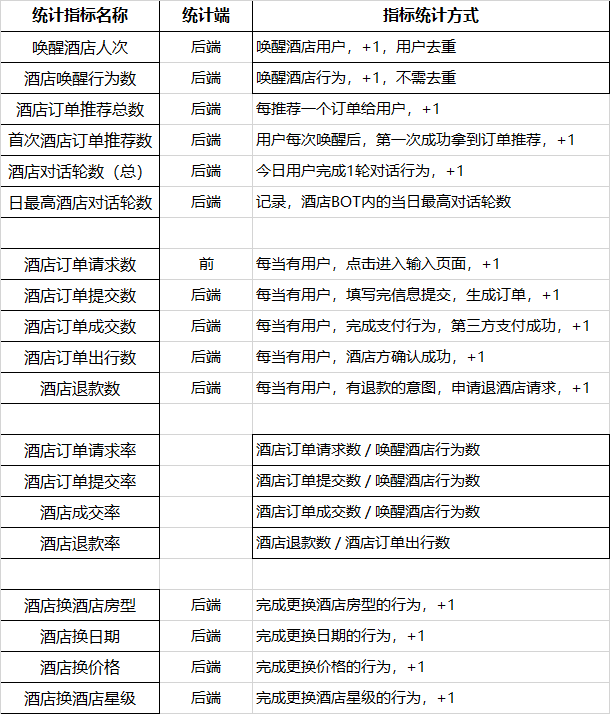 统计指标名称 统计端 指标统计方式
唤醒酒店人次 后端 唤醒酒店用户，+1，用户去重
酒店唤醒行为数 后端 唤醒酒店行为，+1，不需去重
酒店订单推荐总数 后端 每推荐一个订单给用户，+1
首次酒店订单推荐数 后端 用户每次唤醒后，第一次成功拿到订单推荐，+1
酒店对话轮数（总） 后端 今日用户完成1轮对话行为，+1
日最高酒店对话轮数 后端 记录，酒店BOT内的当日最高对话轮数
酒店订单请求数 前 每当有用户，点击进入输入页面，+1
酒店订单提交数 后端 每当有用户，填写完信息提交，生成订单，+1
酒店订单成交数 后端 每当有用户，完成支付行为，第三方支付成功，+1
酒店订单出行数 后端 每当有用户，酒店方确认成功，+1
酒店退款数 后端 每当有用户，有退款的意图，申请退酒店请求，+1
酒店订单请求率 酒店订单请求数 / 唤醒酒店行为数
酒店订单提交率 酒店订单提交数 / 唤醒酒店行为数
酒店成交率 酒店订单成交数 / 唤醒酒店行为数
酒店退款率 酒店退款数 / 酒店订单出行数
酒店换酒店房型 后端 完成更换酒店房型的行为，+1
酒店换日期 后端 完成更换日期的行为，+1
酒店换价格 后端 完成更换价格的行为，+1
酒店换酒店星级 后端 完成更换酒店星级的行为，+1